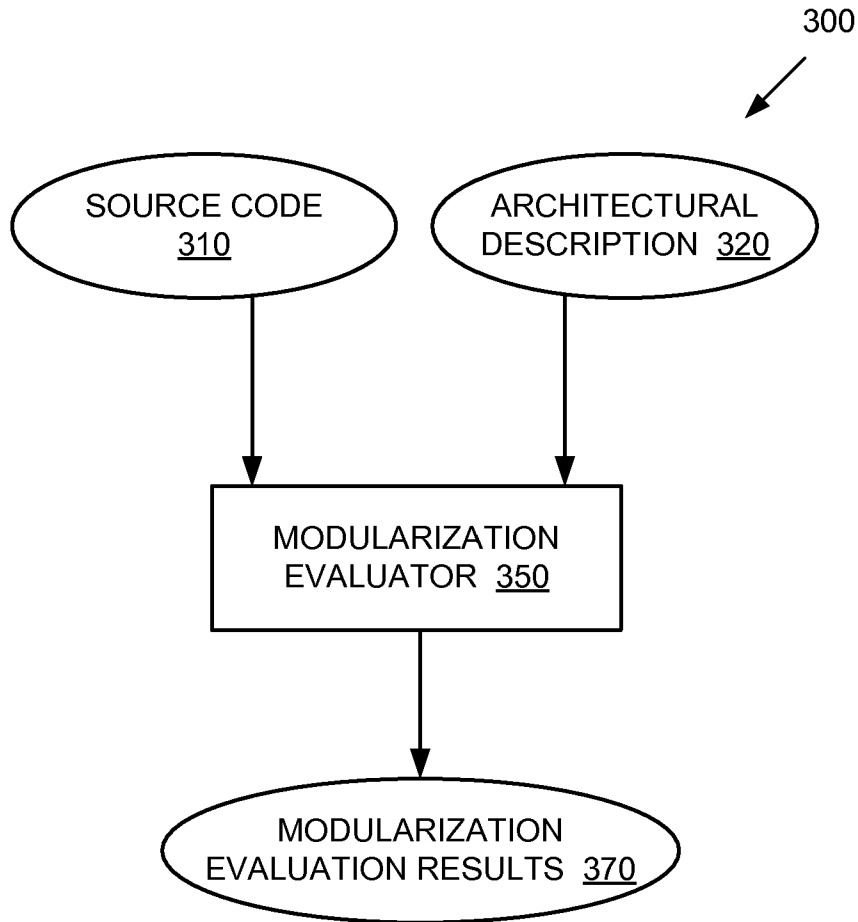 300
SOURCE CODE
310
ARCHITECTURAL
DESCRIPTION 320
MODULARIZATION
EVALUATOR 350
MODULARIZATION
EVALUATION RESULTS 370